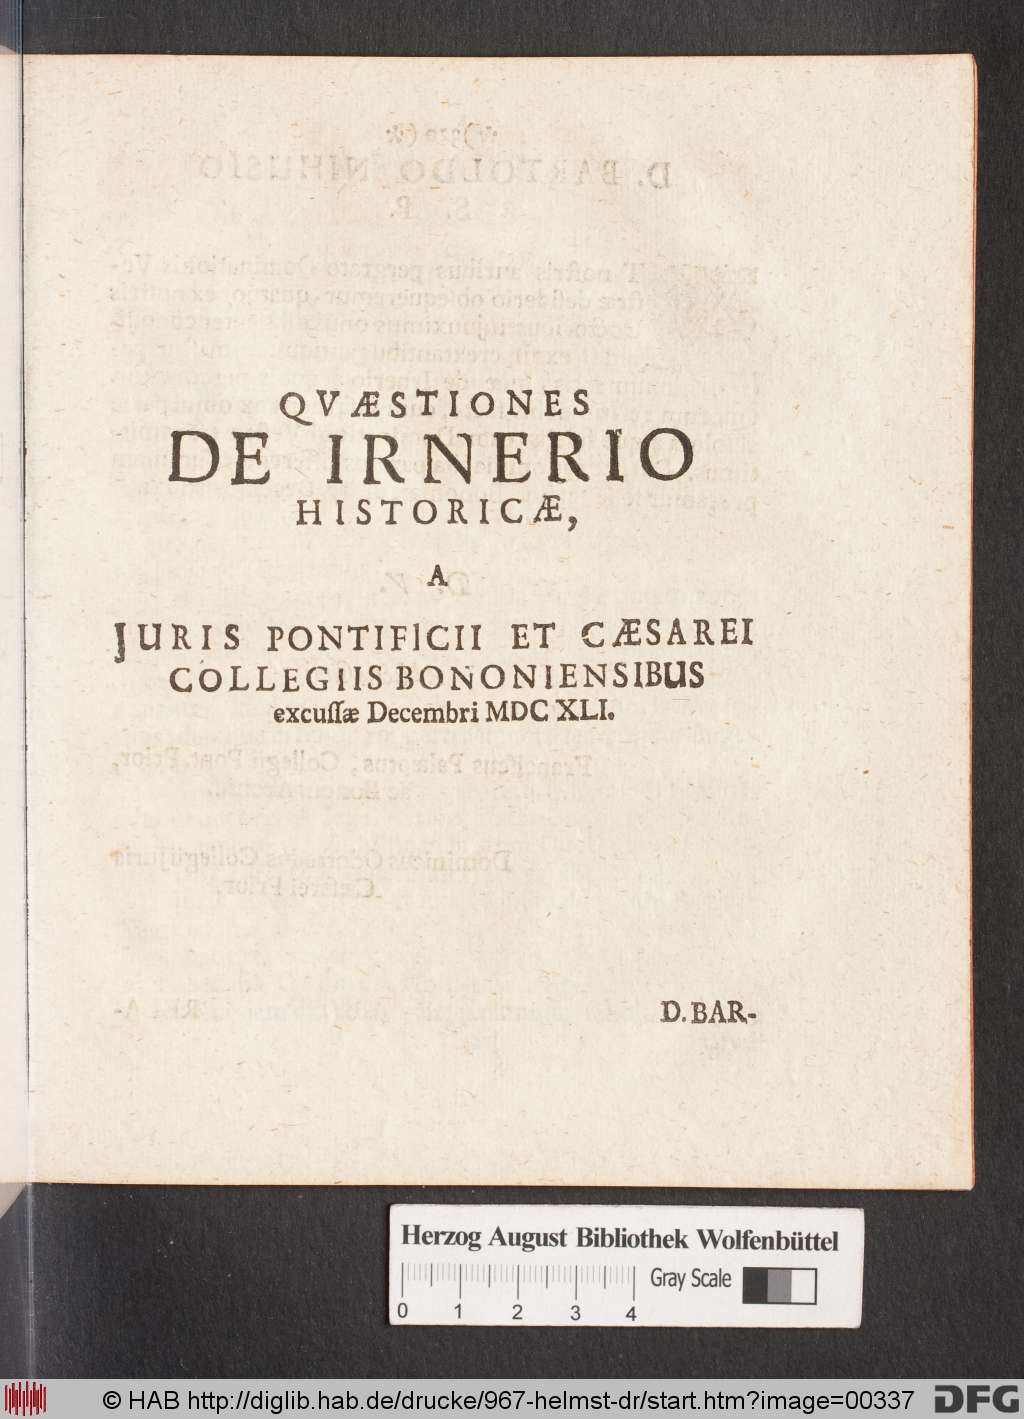 QVÆSTIONES
DE IRNERIO
HISTORICÆ,
A
JURIS PONTIFICII ET CÆSAREI
COLLEGIIS BONONIENSIBUS
excuſſæ Decembri MDC XLI.
D. BAR-
Herzog August Bibliothek Wolfenbüttel
Gray Scale
0 1 2 3 4
© HAB http://diglib.hab.de/drucke/967-helmst-dr/start.htm?image=00337
DFG